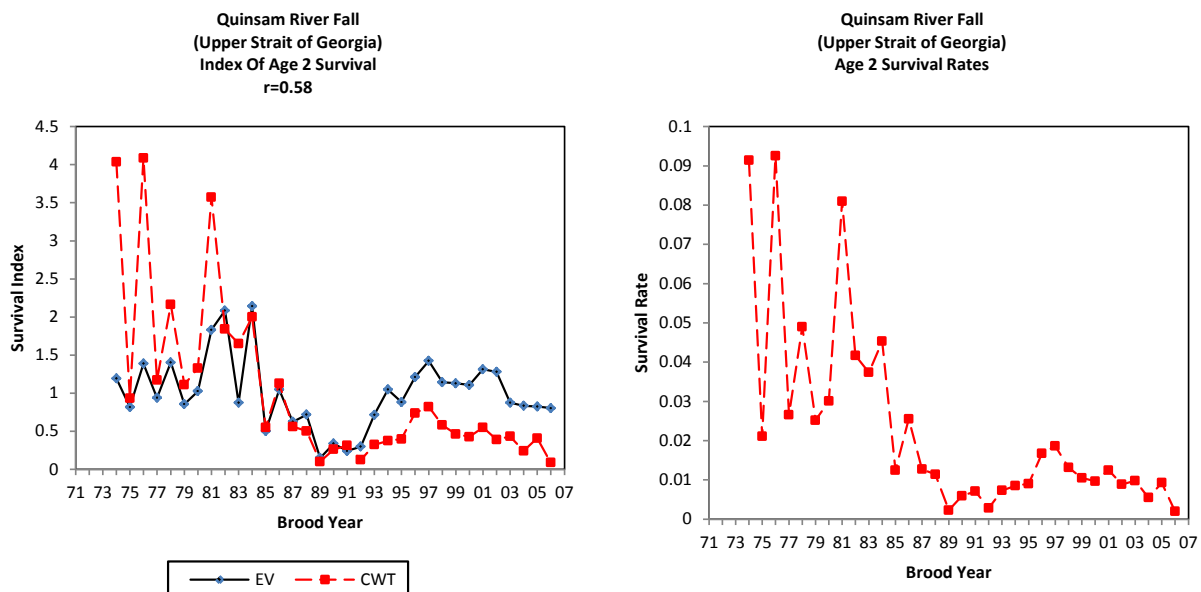 Quinsam River Fall
(Upper Strait of Georgia)
Index Of Age 2 Survival
r=0.58
4.5
4
3.5
3
2.5
2
1.5
1
0.5
0
Survival Index
71 73 75 77 79 81 83 85 87 89 91 93 95 97 99 01 03 05 07
Brood Year
EV CWT
Quinsam River Fall
(Upper Strait of Georgia)
Age 2 Survival Rates
0.1
0.09
0.08
0.07
0.06
0.05
0.04
0.03
0.02
0.01
0
Survival Rate
71 73 75 77 79 81 83 85 87 89 91 93 95 97 99 01 03 05 07
Brood Year